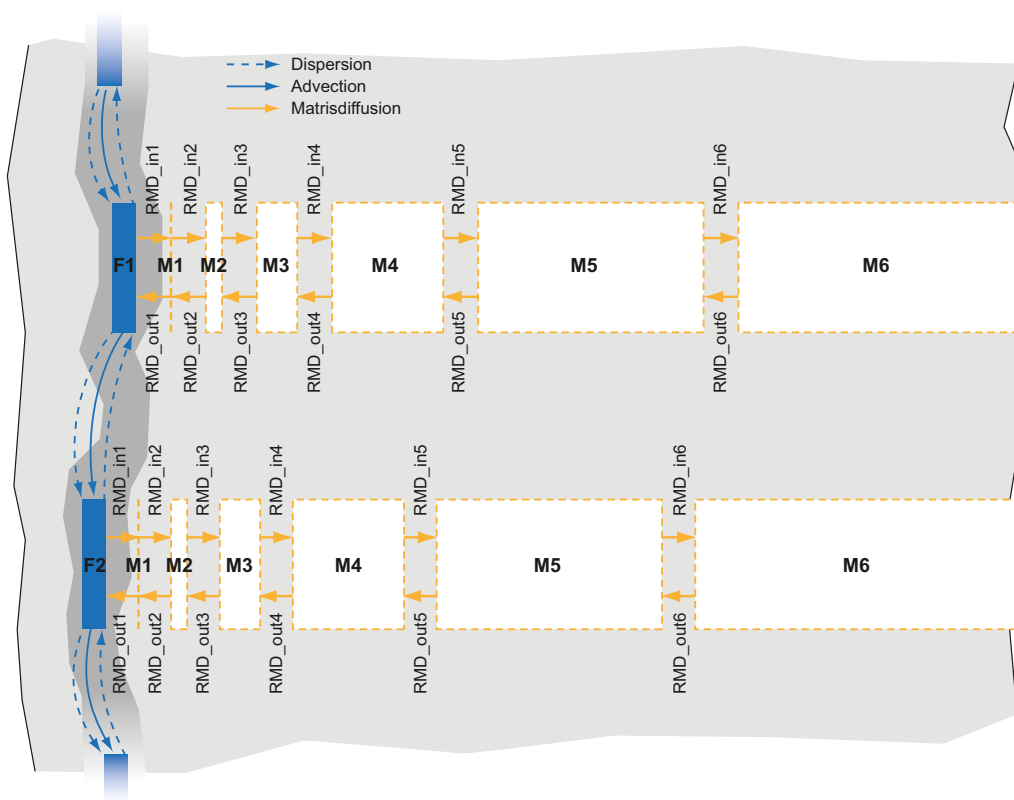 Dispersion
Advection
Matrisdiffusion
RMD_in1
RMD_in2
RMD_in3
RMD_in4
RMD_in5
RMD_in6
F1
M1
M2
M3
M4
M5
M6
RMD_out1
RMD_out2
RMD_out3
RMD_out4
RMD_out5
RMD_out6
RMD_in1
RMD_in2
RMD_in3
RMD_in4
RMD_in5
RMD_in6
F2
M1
M2
M3
M4
M5
M6
RMD_out1
RMD_out2
RMD_out3
RMD_out4
RMD_out5
RMD_out6